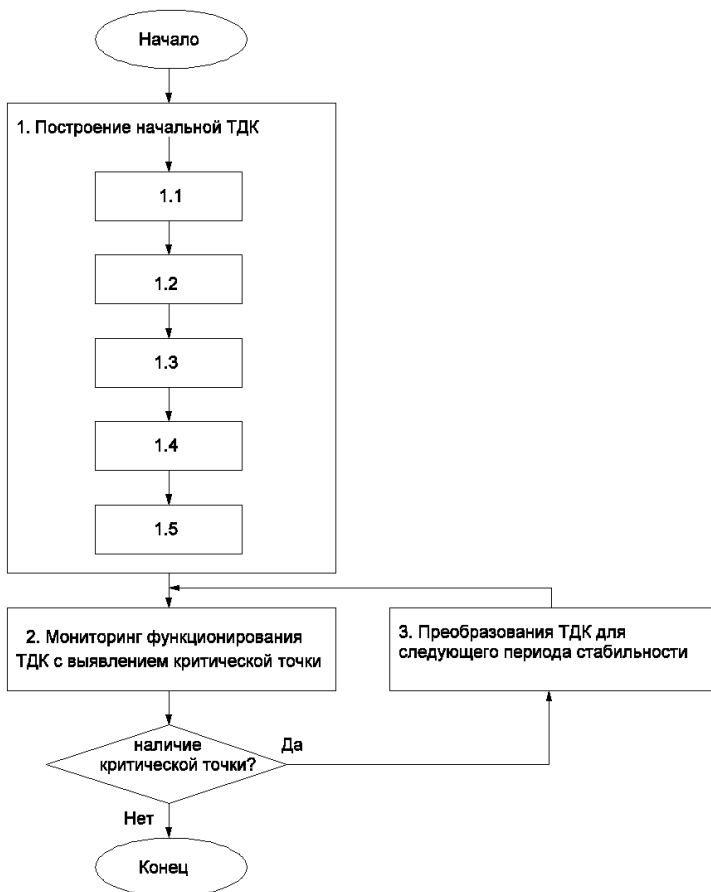 Начало
1. Построение начальной ТДК
1.1
1.2
1.3
1.4
1.5
2. Мониторинг функционирования
ТДК с выявлением критической точки
3. Преобразования ТДК для
следующего периода стабильности
наличие
критической точки?
Да
Нет
Конец